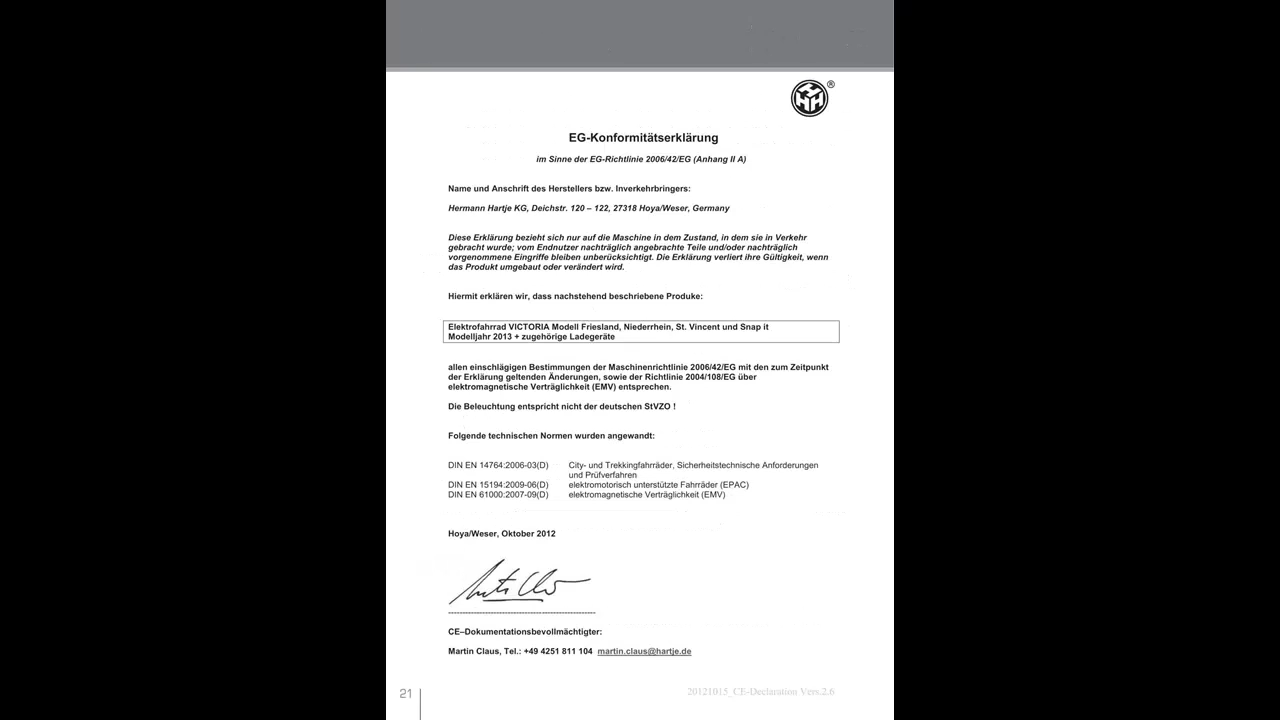 ®
EG-Konformitätserklärung
im Sinne der EG-Richtlinie 2006/42/EG (Anhang II A)
Name und Anschrift des Herstellers bzw. Inverkehrbringers:
Hermann Hartje KG, Deichstr. 120 – 122, 27318 Hoya/Weser, Germany
Diese Erklärung bezieht sich nur auf die Maschine in dem Zustand, in dem sie in Verkehr
gebracht wurde; vom Endnutzer nachträglich angebrachte Teile und/oder nachträglich
vorgenommene Eingriffe bleiben unberücksichtigt. Die Erklärung verliert ihre Gültigkeit, wenn
das Produkt umgebaut oder verändert wird.
Hiermit erklären wir, dass nachstehend beschriebene Produke:
Elektrofahrrad VICTORIA Modell Friesland, Niederrhein, St. Vincent und Snap it
Modelljahr 2013 + zugehörige Ladegeräte
allen einschlägigen Bestimmungen der Maschinenrichtlinie 2006/42/EG mit den zum Zeitpunkt
der Erklärung geltenden Änderungen, sowie der Richtlinie 2004/108/EG über
elektromagnetische Verträglichkeit (EMV) entsprechen.
Die Beleuchtung entspricht nicht der deutschen StVZO !
Folgende technischen Normen wurden angewandt:
DIN EN 14764:2006-03(D) City- und Trekkingfahrräder, Sicherheitstechnische Anforderungen
und Prüfverfahren
DIN EN 15194:2009-06(D) elektromotorisch unterstützte Fahrräder (EPAC)
DIN EN 61000:2007-09(D) elektromagnetische Verträglichkeit (EMV)
Hoya/Weser, Oktober 2012
CE–Dokumentationsbevollmächtigter:
Martin Claus, Tel.: +49 4251 811 104 martin.claus@hartje.de
21
20121015_CE-Declaration Vers.2.6